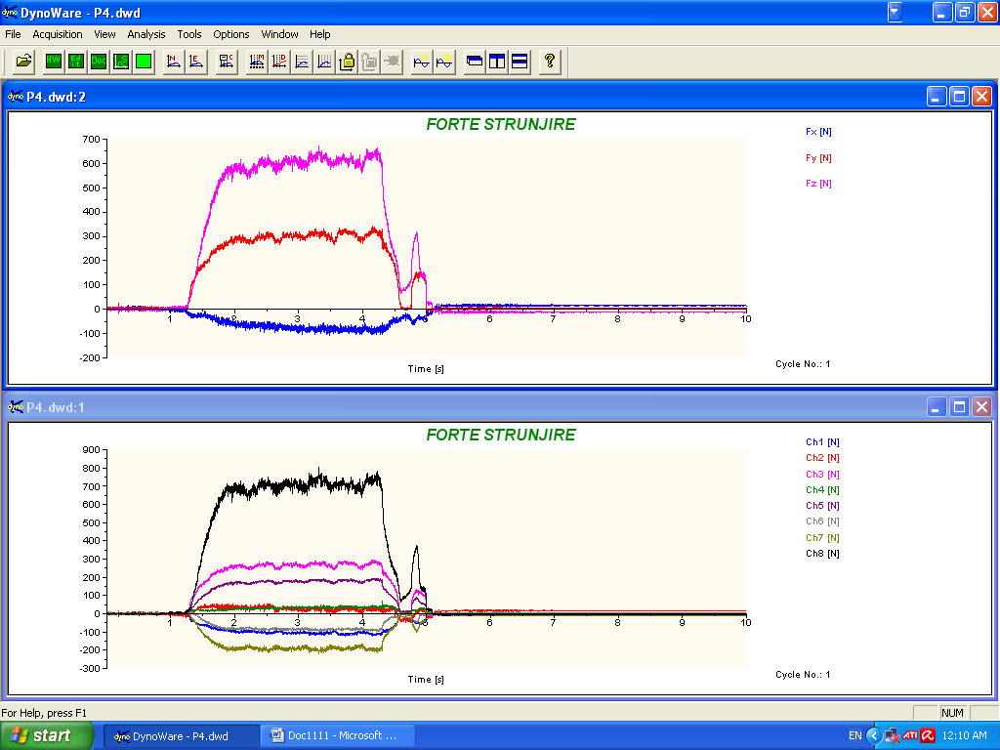 DynoWare - P4.dwd
File Acquisition View Analysis Tools Options Window Help
P4.dwd:2
FORTE STRUNJIRE
Fx [N]
Fy [N]
Fz [N]
700
600
500
400
300
200
100
0
-100
-200
1 2 3 4 5 6 7 8 9 10
Time [s]
Cycle No.: 1
P4.dwd:1
FORTE STRUNJIRE
Ch1 [N]
Ch2 [N]
Ch3 [N]
Ch4 [N]
Ch5 [N]
Ch6 [N]
Ch7 [N]
Ch8 [N]
900
800
700
600
500
400
300
200
100
0
-100
-200
-300
1 2 3 4 5 6 7 8 9 10
Time [s]
Cycle No.: 1
For Help, press F1
NUM
start
DynoWare - P4.dwd
Doc1111 - Microsoft ...
EN
ATI
12:10 AM